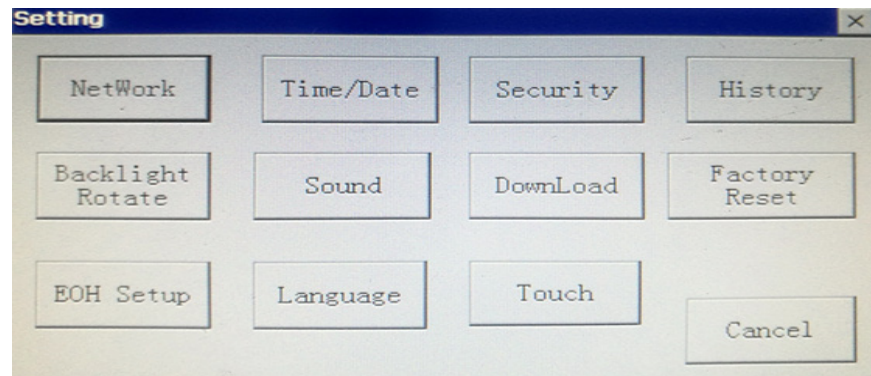 Setting
NetWork
Time/Date
Security
History
Backlight
Rotate
Sound
DownLoad
Factory
Reset
EOH Setup
Language
Touch
Cancel